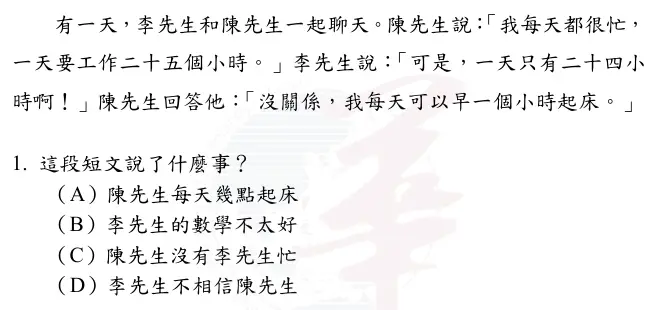 有一天，李先生和陳先生一起聊天。陳先生說：「我每天都很忙，
一天要工作二十五個小時。」李先生說：「可是，一天只有二十四小
時啊！」陳先生回答他：「沒關係，我每天可以早一個小時起床。」
1. 這段短文說了什麼事？
（A）陳先生每天幾點起床
（B）李先生的數學不太好
（C）陳先生沒有李先生忙
（D）李先生不相信陳先生